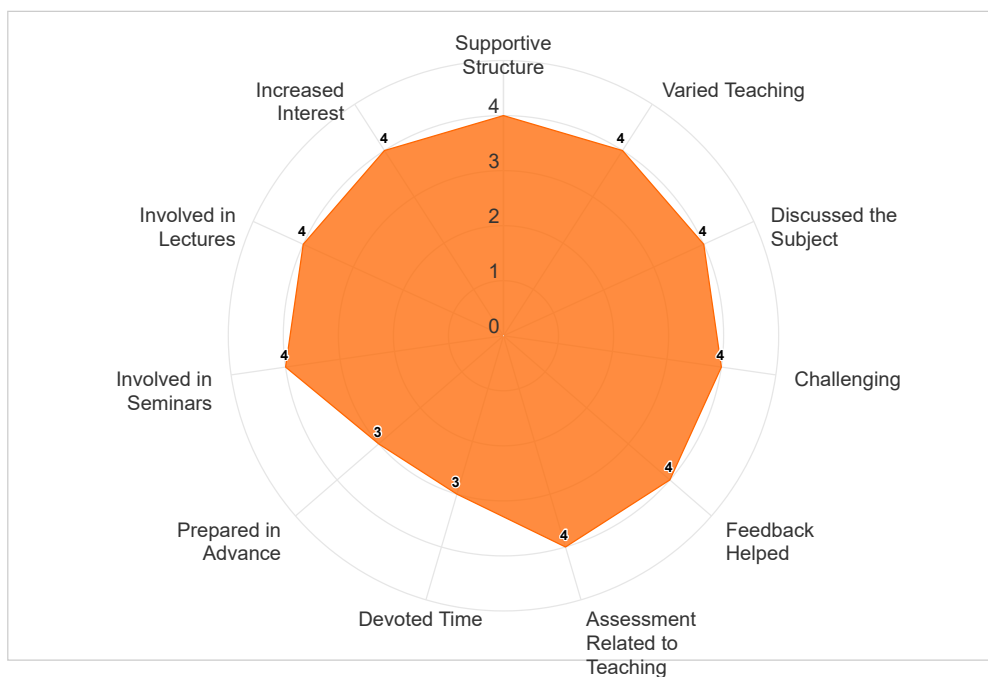 Supportive
Structure
Increased
Interest
Varied Teaching
4
4
4
3
Involved in
Lectures
4
4
Discussed the
Subject
2
1
0
Involved in
Seminars
4
4
Challenging
3
Prepared in
Advance
3
4
Feedback
Helped
4
Devoted Time
Assessment
Related to
Teaching